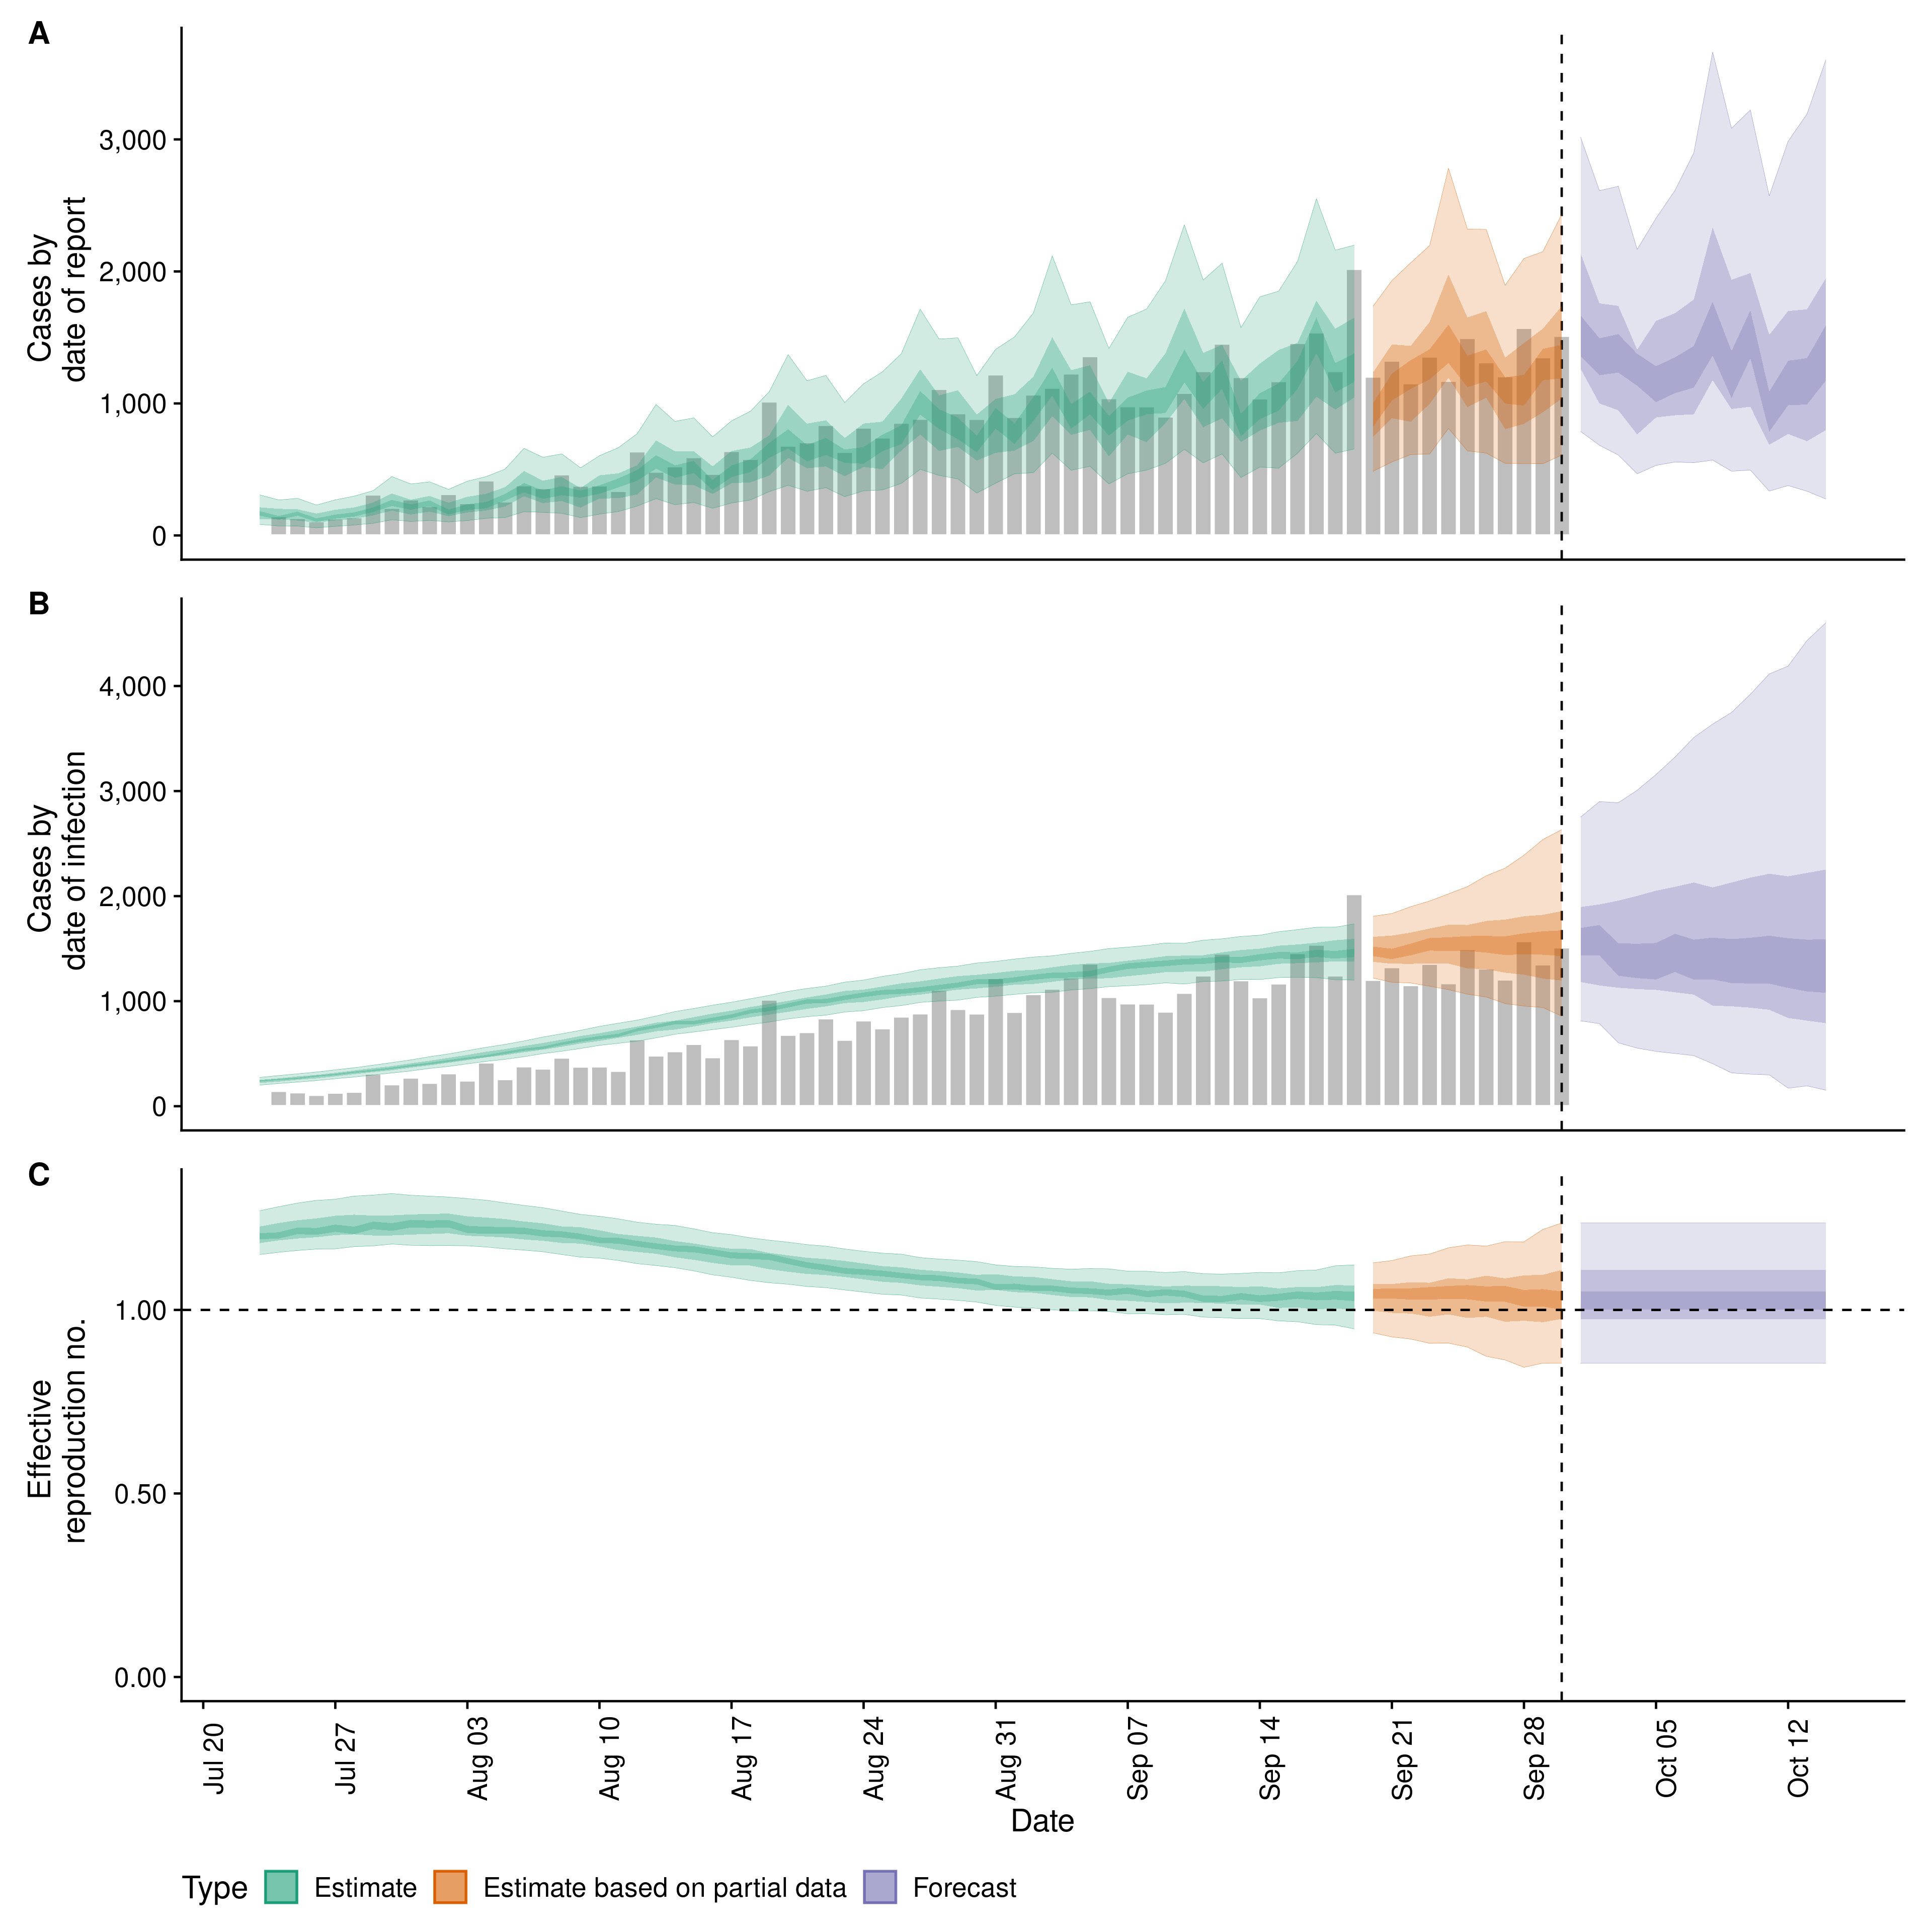 A
Cases by
date of report
3,000
2,000
1,000
0
B
Cases by
date of infection
4,000
3,000
2,000
1,000
0
C
Effective
reproduction no.
1.00
0.50
0.00
Jul 20
Jul 27
Aug 03
Aug 10
Aug 17
Aug 24
Aug 31
Sep 07
Sep 14
Sep 21
Sep 28
Oct 05
Oct 12
Date
Type Estimate Estimate based on partial data Forecast